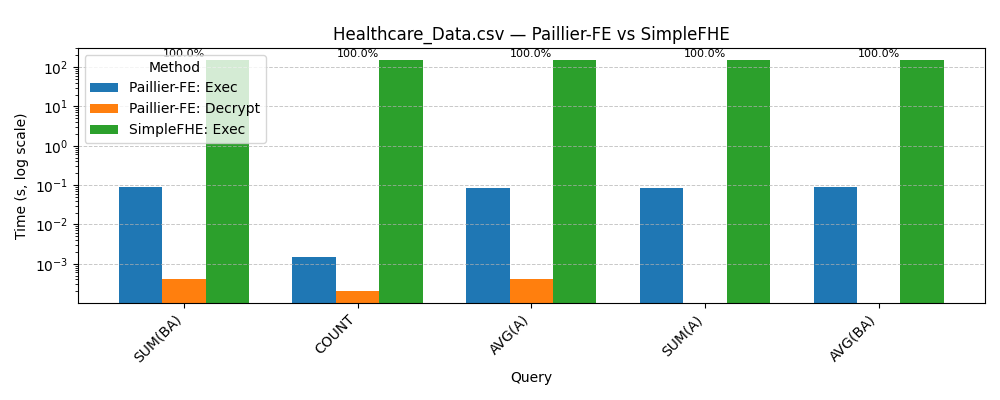 Healthcare_Data.csv — Paillier-FE vs SimpleFHE
100.0% 100.0% 100.0% 100.0% 100.0%
Method
Paillier-FE: Exec
Paillier-FE: Decrypt
SimpleFHE: Exec
Time (s, log scale)
10²
10¹
10⁰
10⁻¹
10⁻²
10⁻³
SUM(BA) COUNT AVG(A) SUM(A) AVG(BA)
Query